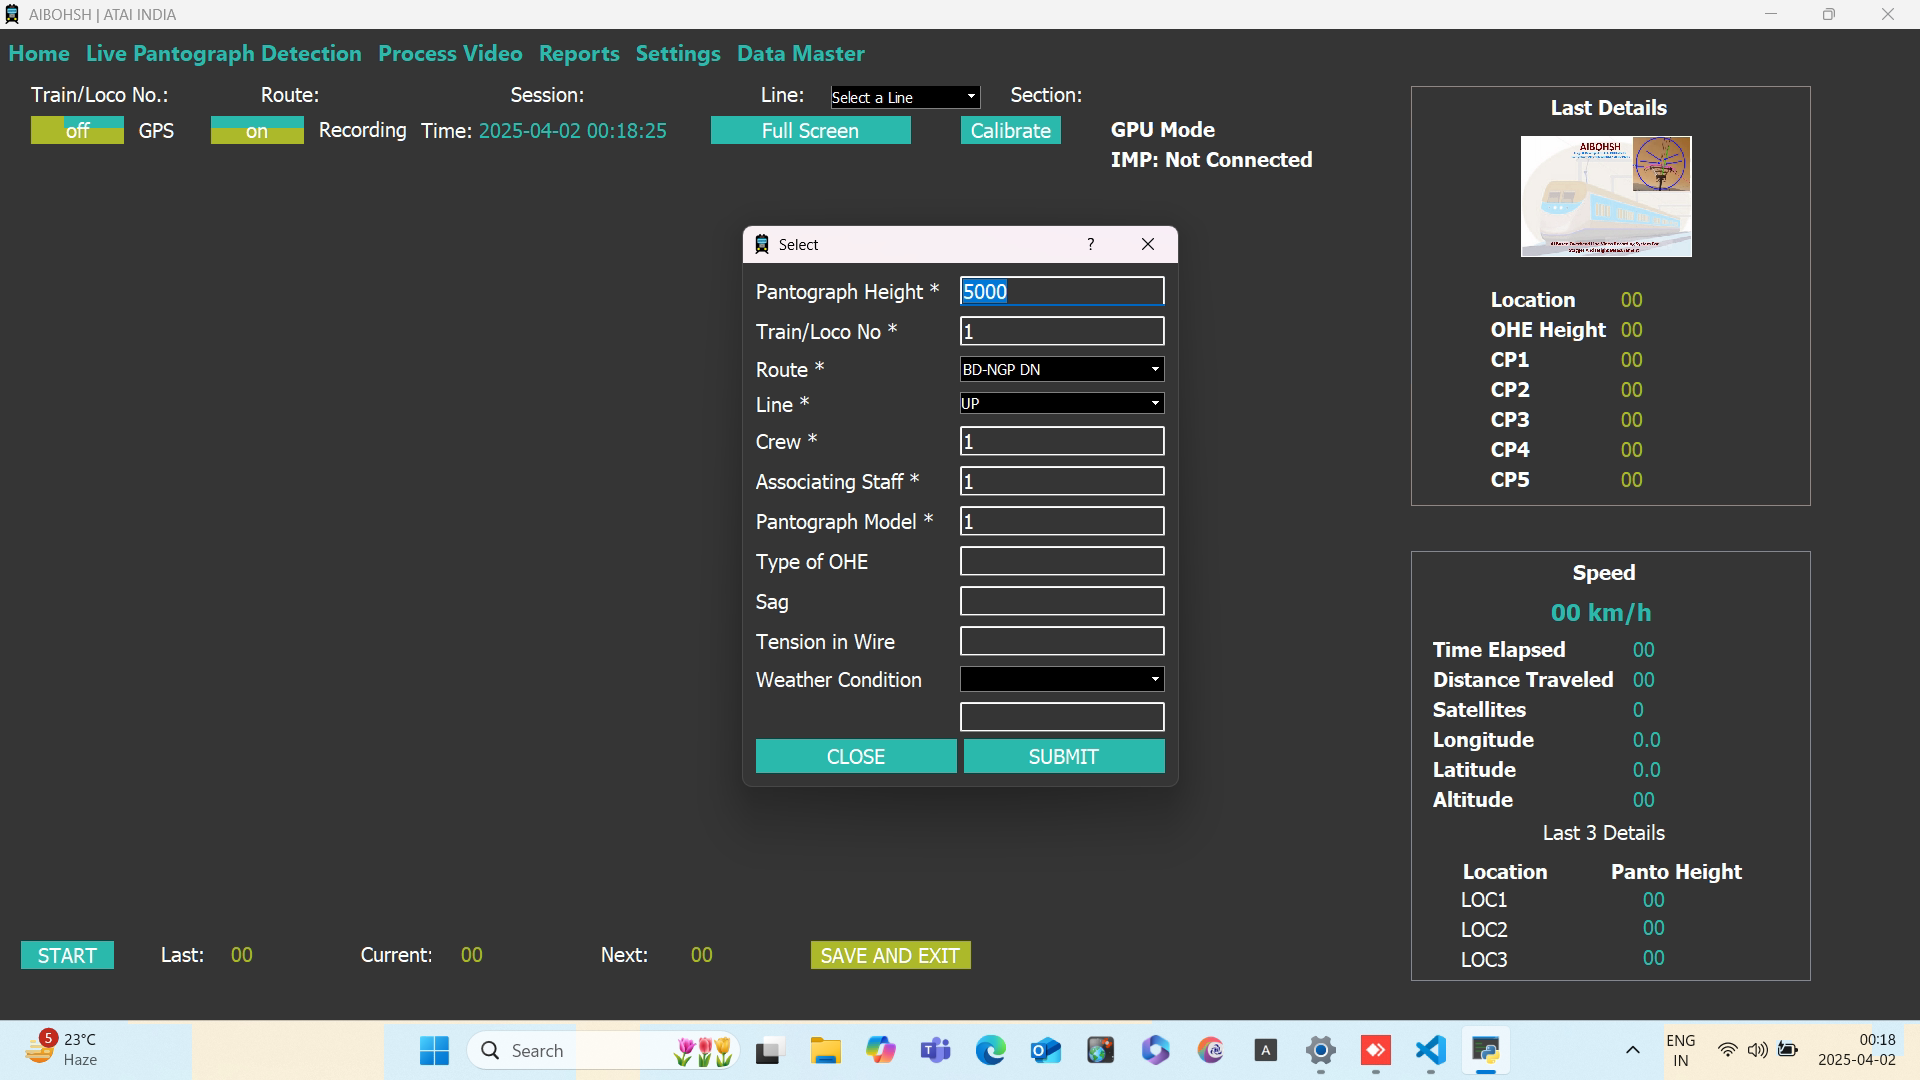 AIBOHSH | ATAI INDIA
Home Live Pantograph Detection Process Video Reports Settings Data Master
Train/Loco No.: Route: Session: Line: Select a Line Section:
off GPS on Recording Time: 2025-04-02 00:18:25 Full Screen Calibrate GPU Mode
IMP: Not Connected
Select ?
Pantograph Height * 5000
Train/Loco No * 1
Route * BD-NGP DN
Line * UP
Crew * 1
Associating Staff * 1
Pantograph Model * 1
Type of OHE
Sag
Tension in Wire
Weather Condition
CLOSE SUBMIT
Last Details
AIBOHSH
Location 00
OHE Height 00
CP1 00
CP2 00
CP3 00
CP4 00
CP5 00
Speed
00 km/h
Time Elapsed 00
Distance Traveled 00
Satellites 0
Longitude 0.0
Latitude 0.0
Altitude 00
Last 3 Details
Location Panto Height
LOC1 00
LOC2 00
LOC3 00
START Last: 00 Current: 00 Next: 00 SAVE AND EXIT
5 23°C
Haze
Search
A
ENG
IN
00:18
2025-04-02